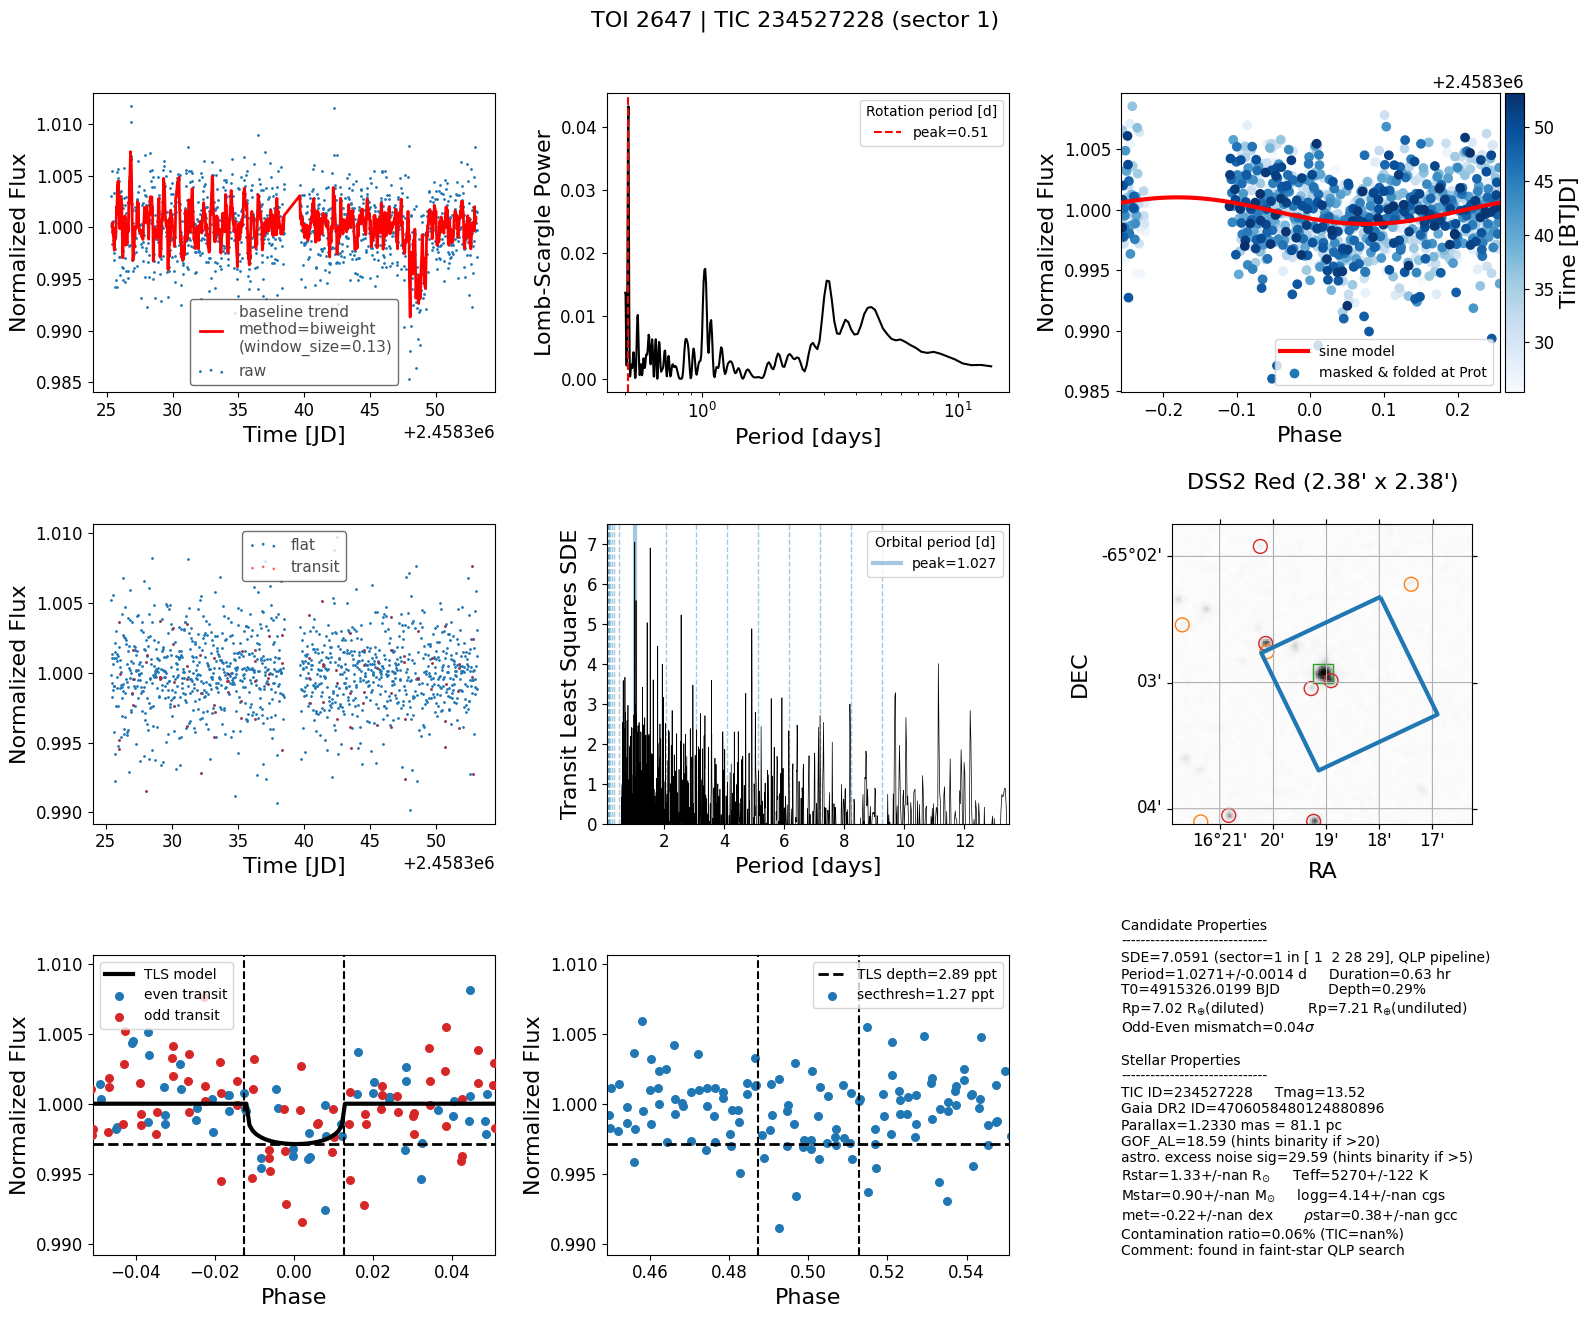 TOI 2647 | TIC 234527228 (sector 1)
Normalized Flux
1.010
1.005
1.000
0.995
0.990
0.985
baseline trend
method=biweight
(window_size=0.13)
raw
25 30 35 40 45 50
Time [JD]
+2.4583e6
Lomb-Scargle Power
0.04
0.03
0.02
0.01
0.00
Rotation period [d]
peak=0.51
10⁰ 10¹
Period [days]
+2.4583e6
Normalized Flux
1.005
1.000
0.995
0.990
0.985
sine model
masked & folded at Prot
−0.2 −0.1 0.0 0.1 0.2
Phase
50
45
40
35
30
Time [BTJD]
Normalized Flux
1.010
1.005
1.000
0.995
0.990
flat
transit
25 30 35 40 45 50
Time [JD]
+2.4583e6
Transit Least Squares SDE
7
6
5
4
3
2
1
0
Orbital period [d]
peak=1.027
2 4 6 8 10 12
Period [days]
DSS2 Red (2.38' x 2.38')
DEC
-65°02'
03'
04'
16°21' 20' 19' 18' 17'
RA
Normalized Flux
1.010
1.005
1.000
0.995
0.990
TLS model
even transit
odd transit
−0.04 −0.02 0.00 0.02 0.04
Phase
Normalized Flux
1.010
1.005
1.000
0.995
0.990
TLS depth=2.89 ppt
secthresh=1.27 ppt
0.46 0.48 0.50 0.52 0.54
Phase
Candidate Properties
------------------------------
SDE=7.0591 (sector=1 in [ 1 2 28 29], QLP pipeline)
Period=1.0271+/-0.0014 d Duration=0.63 hr
T0=4915326.0199 BJD Depth=0.29%
Rp=7.02 R⊕(diluted) Rp=7.21 R⊕(undiluted)
Odd-Even mismatch=0.04σ
Stellar Properties
------------------------------
TIC ID=234527228 Tmag=13.52
Gaia DR2 ID=4706058480124880896
Parallax=1.2330 mas = 81.1 pc
GOF_AL=18.59 (hints binarity if >20)
astro. excess noise sig=29.59 (hints binarity if >5)
Rstar=1.33+/-nan R⊙ Teff=5270+/-122 K
Mstar=0.90+/-nan M⊙ logg=4.14+/-nan cgs
met=-0.22+/-nan dex ρstar=0.38+/-nan gcc
Contamination ratio=0.06% (TIC=nan%)
Comment: found in faint-star QLP search